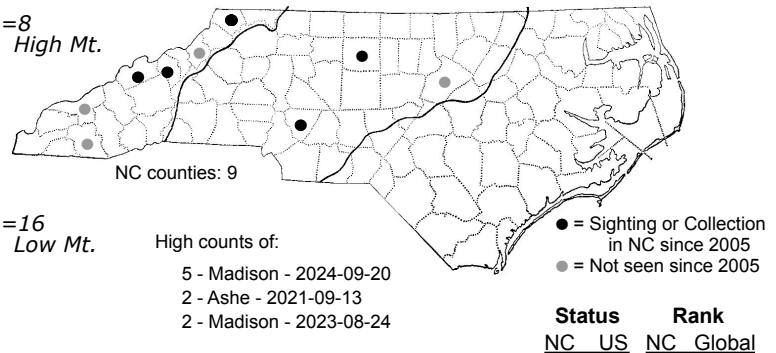 =8
High Mt.
NC counties: 9
=16
Low Mt.
High counts of:
5 - Madison - 2024-09-20
2 - Ashe - 2021-09-13
2 - Madison - 2023-08-24
= Sighting or Collection
in NC since 2005
= Not seen since 2005
Status Rank
NC US NC Global